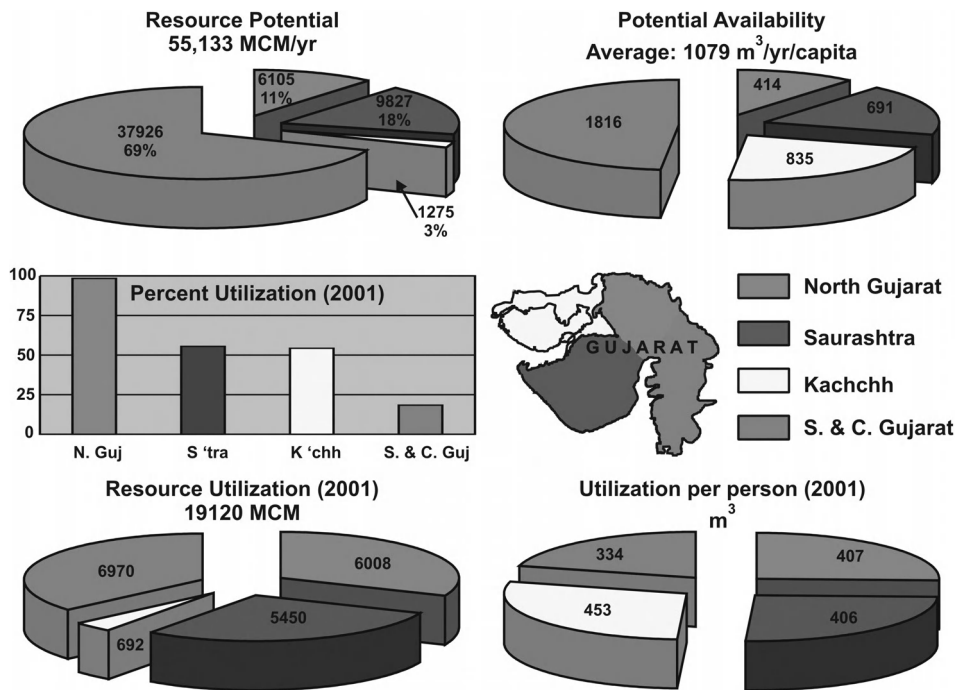 Resource Potential
55,133 MCM/yr
6105
11%
9827
18%
37926
69%
1275
3%
Potential Availability
Average: 1079 m³/yr/capita
414
691
1816
835
Percent Utilization (2001)
100
75
50
25
0
N. Guj
S ‘tra
K ‘chh
S. & C. Guj
GUJARAT
North Gujarat
Saurashtra
Kachchh
S. & C. Gujarat
Resource Utilization (2001)
19120 MCM
6970
6008
5450
692
Utilization per person (2001)
m³
334
407
453
406